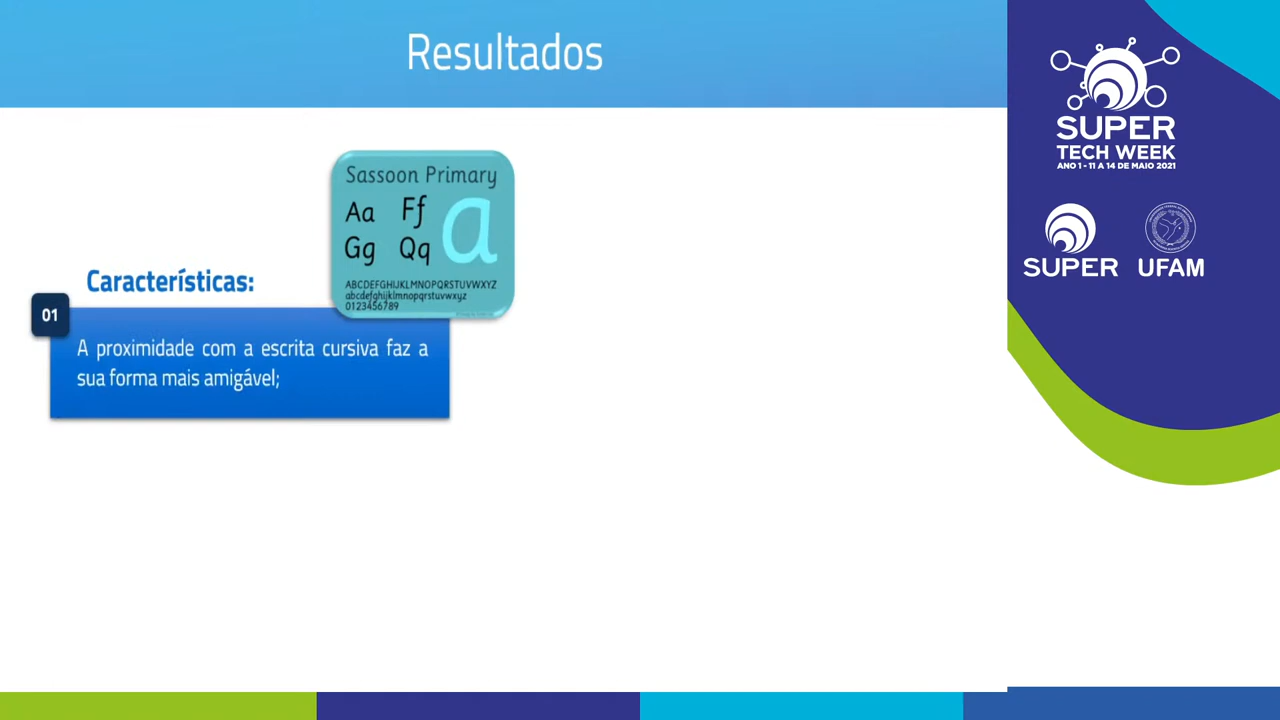 Resultados
Sassoon Primary
Aa Ff
a
Gg Qq
ABCDEFGHIJKLMNOPQRSTUVWXYZ
abcdefghijklmnopqrstuvwxyz
0123456789
Características:
01
A proximidade com a escrita cursiva faz a
sua forma mais amigável;
SUPER
TECH WEEK
ANO 1 - 11 A 14 DE MAIO 2021
SUPER UFAM